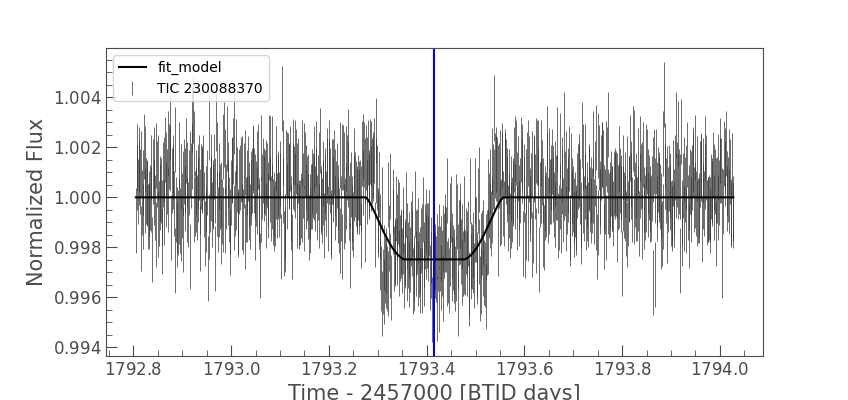 fit_model
TIC 230088370
Normalized Flux
1.004
1.002
1.000
0.998
0.996
0.994
1792.8 1793.0 1793.2 1793.4 1793.6 1793.8 1794.0
Time - 2457000 [BTJD days]